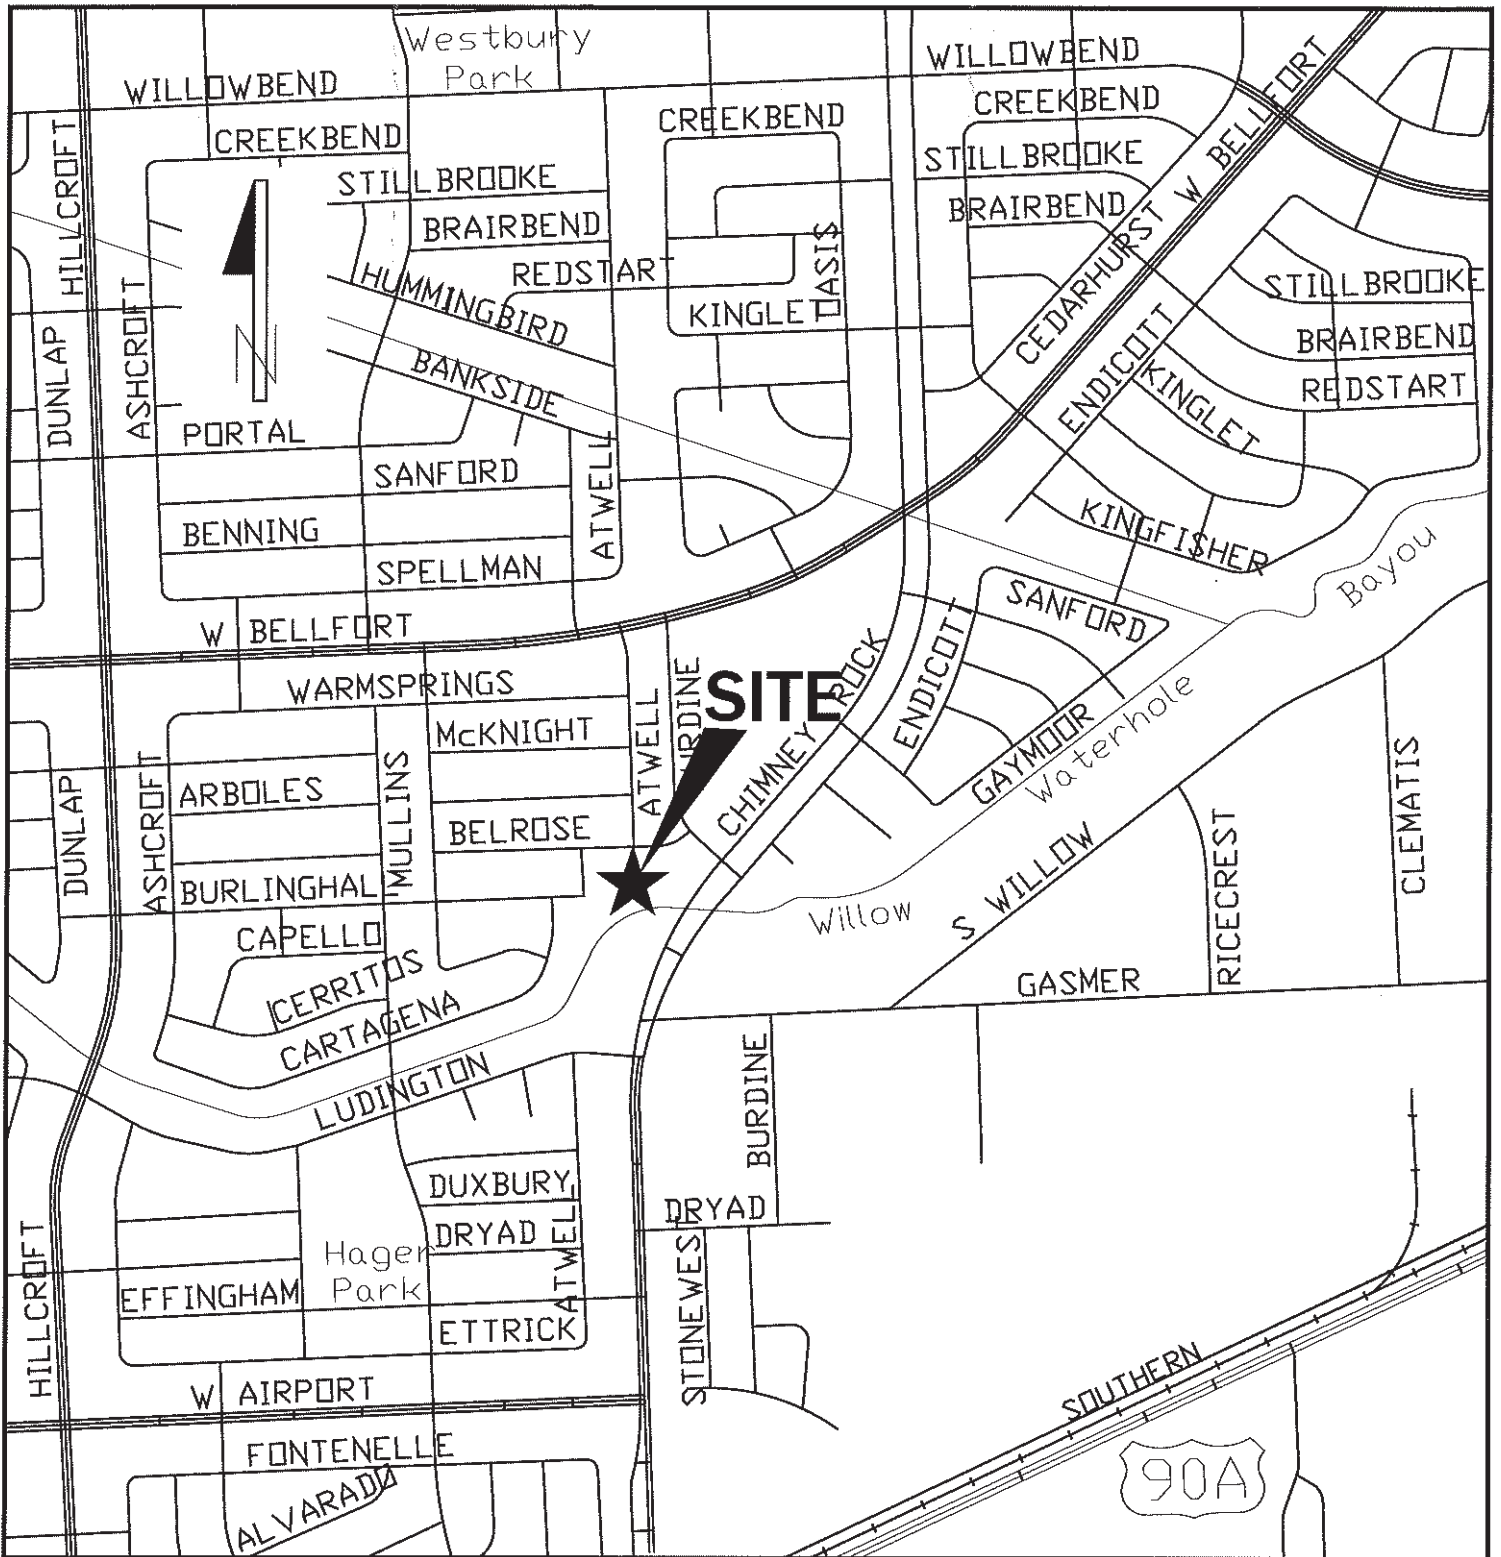 Westbury
Park
WILLOWBEND
WILLOWBEND
CREEKBEND
CREEKBEND
CREEKBEND
HILLCROFT
STILLBROOKE
STILLBROOKE
BRAIRBEND
BRAIRBEND
W BELLFORT
CEDARHURST
OASIS
REDSTART
HUMMINGBIRD
KINGLET
STILLBROOKE
BRAIRBEND
REDSTART
ENDICOTT
KINGLET
DUNLAP
ASHCROFT
N
BANKSIDE
PORTAL
SANFORD
ATWELL
BENNING
SPELLMAN
KINGFISHER
Bayou
SANFORD
W BELLFORT
WARMSPRINGS
McKNIGHT
ATWELL
SITE
CHIMNEY ROCK
ENDICOTT
GAYMOOR
Waterhole
DUNLAP
ASHCROFT
ARBOLES
MULLINS
BELROSE
BURLINGHAL
Willow
S WILLOW
RICECREST
CLEMATIS
CAPELLO
CERRITOS
CARTAGENA
GASMER
LUDINGTON
BURDINE
DUXBURY
DRYAD
DRYAD
ATWELL
Hager
Park
EFFINGHAM
ETTRICK
HILLCROFT
STONEWEST
W AIRPORT
SOUTHERN
FONTENELLE
ALVARADO
90A